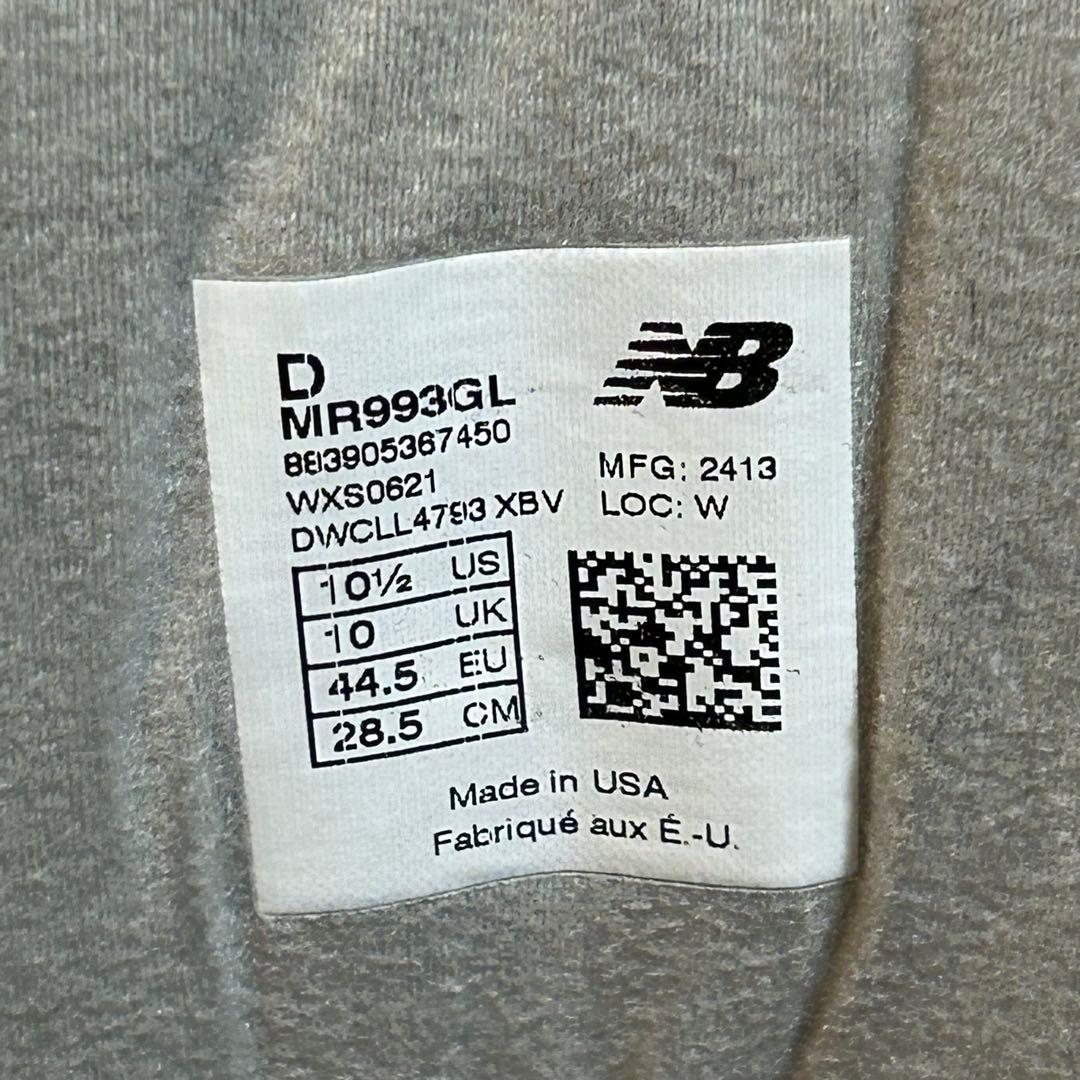 D
MR993GL
883905367450
WXS0621
DWCLL4793 XBV
10½ US
10 UK
44.5 EU
28.5 CM
NB
MFG: 2413
LOC: W
Made in USA
Fabriqué aux É.-U.